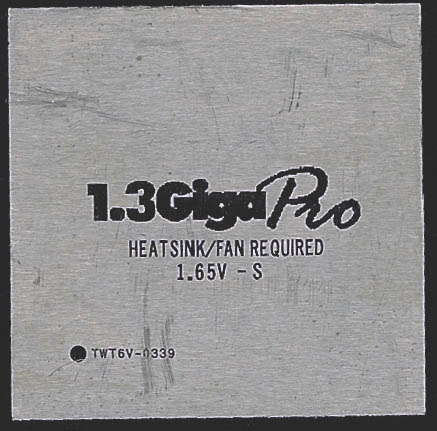 1.3GigaPro
HEATSINK/FAN REQUIRED
1.65V - S
TWT6V-0339